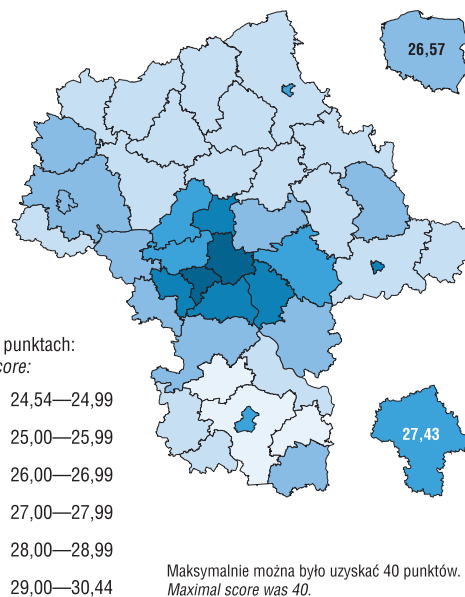 26,57
punktach:
core:
24,54—24,99
25,00—25,99
26,00—26,99
27,00—27,99
28,00—28,99
29,00—30,44
27,43
Maksymalnie można było uzyskać 40 punktów.
Maximal score was 40.